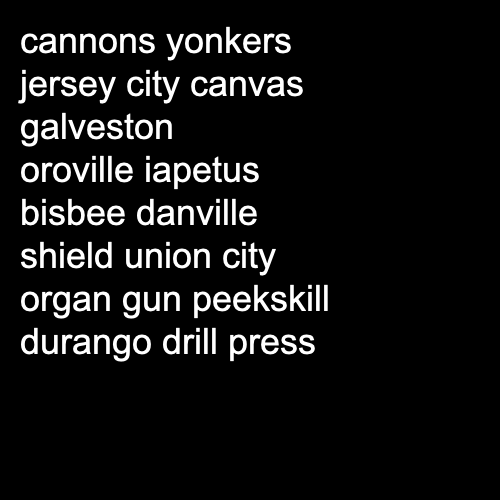 cannons yonkers
jersey city canvas
galveston
oroville iapetus
bisbee danville
shield union city
organ gun peekskill
durango drill press